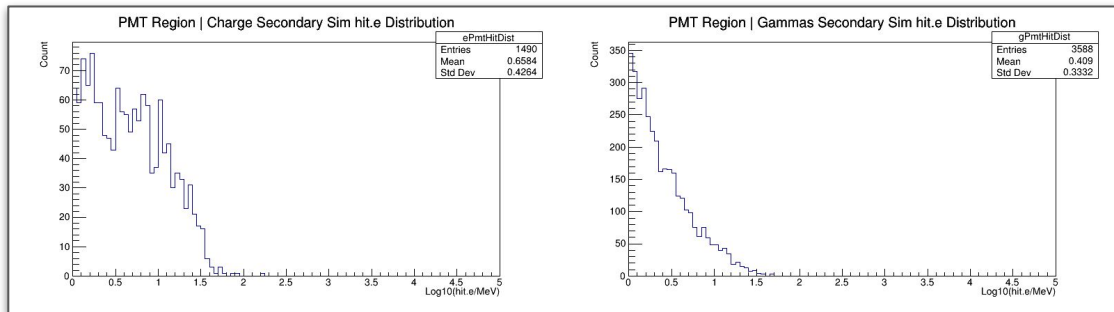 PMT Region | Charge Secondary Sim hit.e Distribution
Count
ePmtHitDist
Entries 1490
Mean 0.6584
Std Dev 0.4264
70
60
50
40
30
20
10
0
0 0.5 1 1.5 2 2.5 3 3.5 4 4.5 5
Log10(hit.e/MeV)
PMT Region | Gammas Secondary Sim hit.e Distribution
Count
gPmtHitDist
Entries 3588
Mean 0.409
Std Dev 0.3332
350
300
250
200
150
100
50
0
0 0.5 1 1.5 2 2.5 3 3.5 4 4.5 5
Log10(hit.e/MeV)